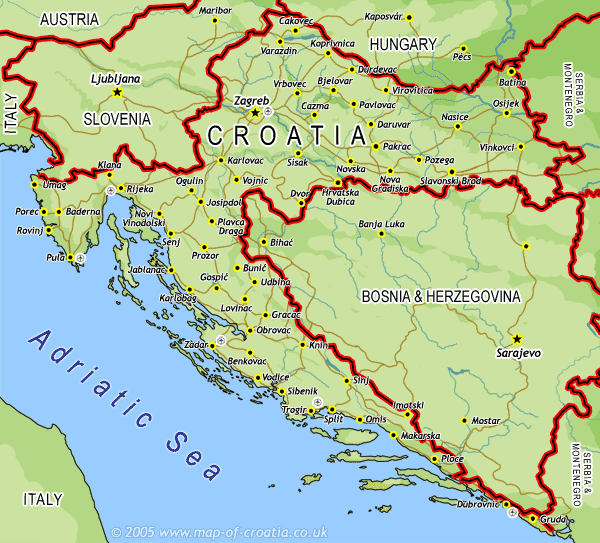 AUSTRIA
Maribor
Cakovec
Kaposvár
HUNGARY
Varazdin
Koprivnica
Pécs
Durdevac
Ljubljana
Vrbovec
Bjelovar
Virovitica
Batina
SERBIA &
MONTENEGRO
Zagreb
Cazma
Pavlovac
Osijek
ITALY
SLOVENIA
Daruvar
Nasice
CROATIA
Pakrac
Vinkovci
Karlovac
Sisak
Pozega
Klana
Novska
Nova
Gradiska
Slavonski Brod
Umag
Rijeka
Ogulin
Vojnic
Dvor
Hrvatska
Dubica
Josipdol
Porec
Baderna
Novi
Vinodolski
Plavca
Draga
Banja Luka
Rovinj
Senj
Bihać
Prozor
Pula
Jablanac
Bunić
Gospić
Udbina
BOSNIA & HERZEGOVINA
Karlobag
Lovinac
Gracac
Adriatic Sea
Obrovac
Zadar
Knin
Sarajevo
Benkovac
Vodice
Sinj
Sibenik
Imotski
Trogir
Split
Omis
Mostar
Makarska
SERBIA &
MONTENEGRO
Ploce
ITALY
Dubrovnic
Gruda
© 2005 www.map-of-croatia.co.uk